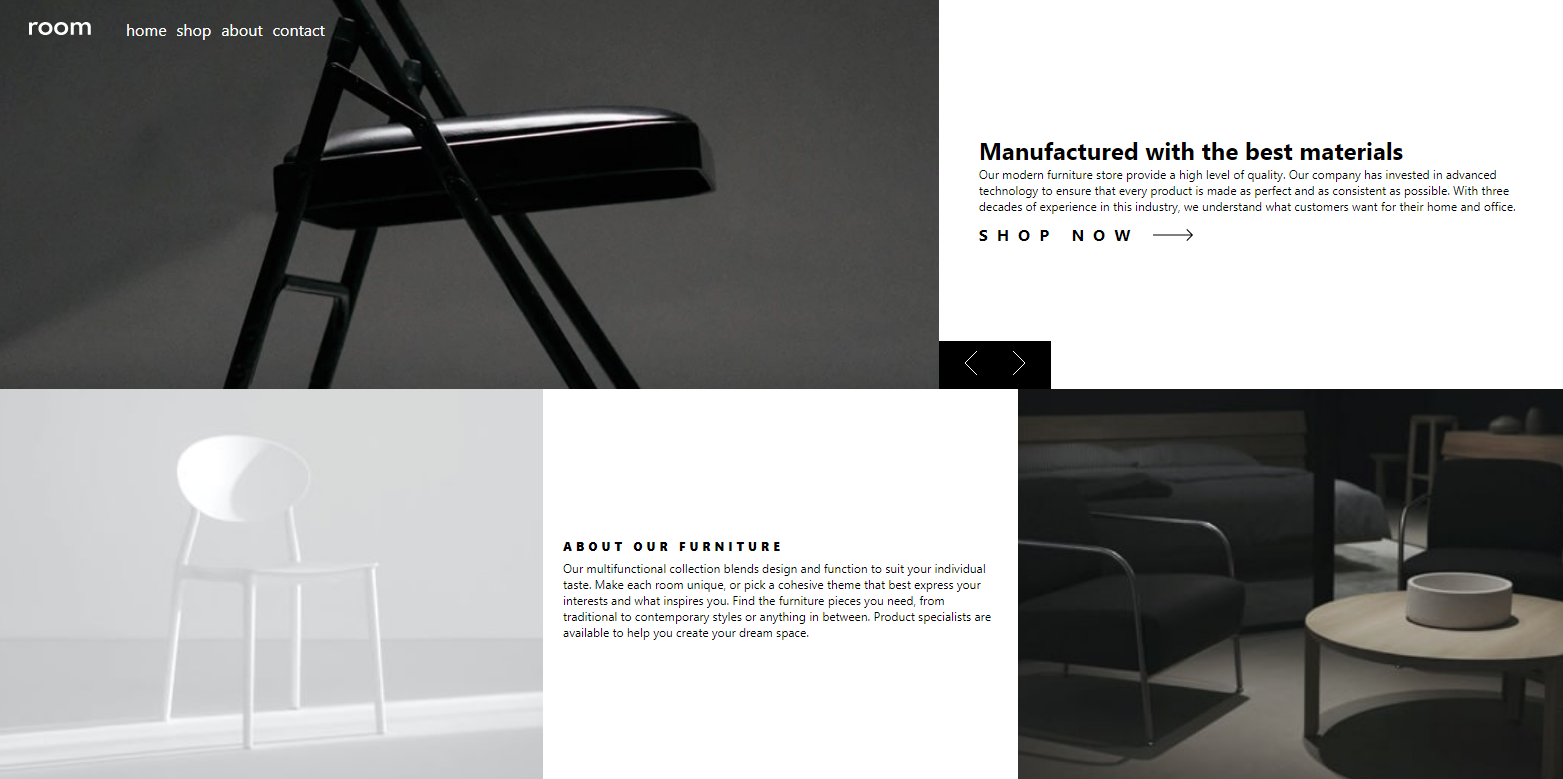 room
home shop about contact
Manufactured with the best materials
Our modern furniture store provide a high level of quality. Our company has invested in advanced
technology to ensure that every product is made as perfect and as consistent as possible. With three
decades of experience in this industry, we understand what customers want for their home and office.
SHOP NOW
ABOUT OUR FURNITURE
Our multifunctional collection blends design and function to suit your individual
taste. Make each room unique, or pick a cohesive theme that best express your
interests and what inspires you. Find the furniture pieces you need, from
traditional to contemporary styles or anything in between. Product specialists are
available to help you create your dream space.